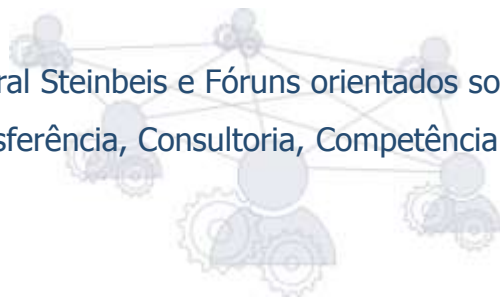 ral Steinbeis e Fóruns orientados so
sferência, Consultoria, Competência